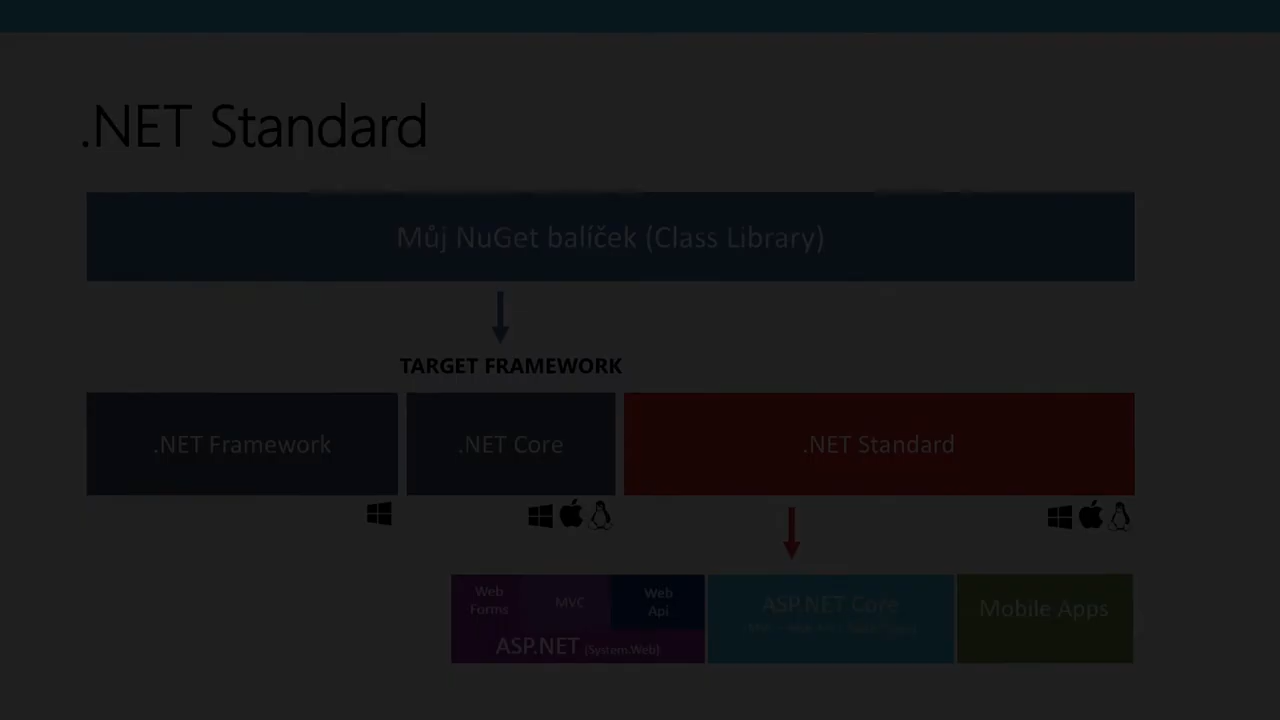 .NET Standard
Můj NuGet balíček (Class Library)
TARGET FRAMEWORK
.NET Framework
.NET Core
.NET Standard
Web
Forms
MVC
Web
Api
ASP.NET (System.Web)
ASP.NET Core
Mobile Apps